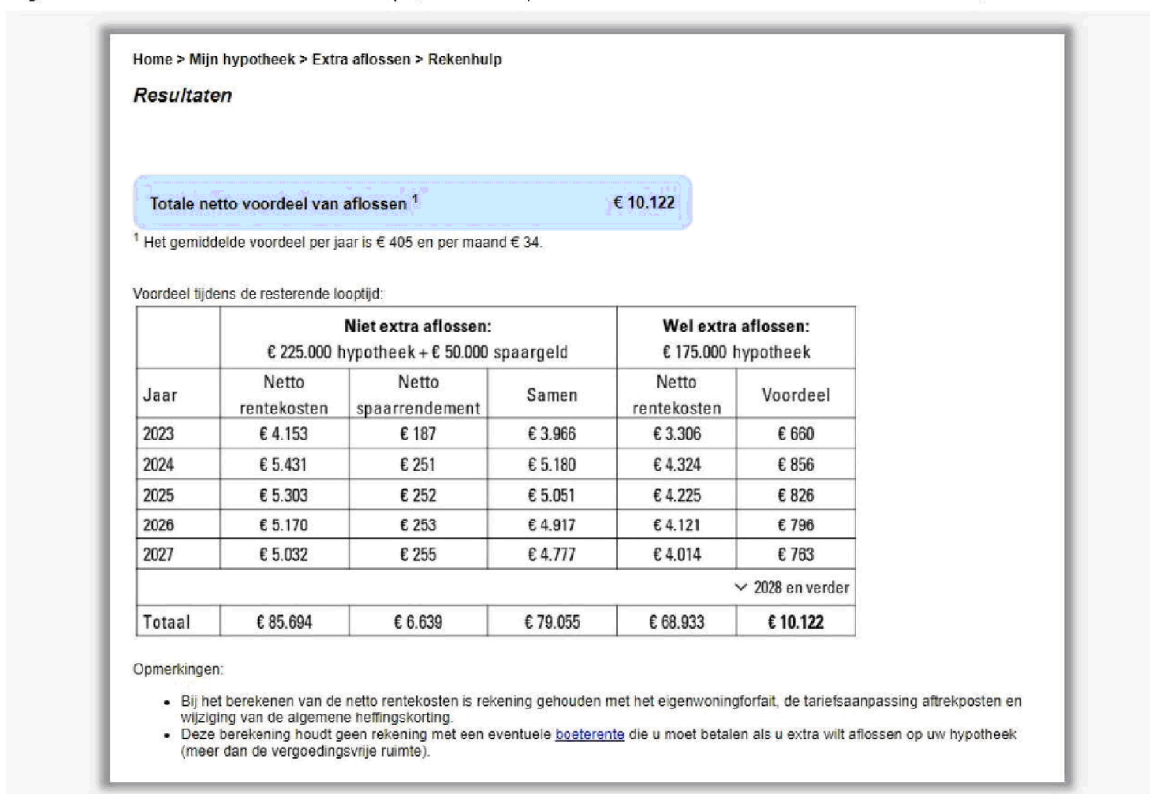 Home > Mijn hypotheek > Extra aflossen > Rekenhulp
Resultaten
Totale netto voordeel van aflossen 1 € 10.122
1 Het gemiddelde voordeel per jaar is € 405 en per maand € 34.
Voordeel tijdens de resterende looptijd:
Niet extra aflossen: Wel extra aflossen:
€ 225.000 hypotheek + € 50.000 spaargeld € 175.000 hypotheek
Jaar Netto rentekosten Netto spaarrendement Samen Netto rentekosten Voordeel
2023 € 4.153 € 187 € 3.966 € 3.306 € 660
2024 € 5.431 € 251 € 5.180 € 4.324 € 856
2025 € 5.303 € 252 € 5.051 € 4.225 € 826
2026 € 5.170 € 253 € 4.917 € 4.121 € 796
2027 € 5.032 € 255 € 4.777 € 4.014 € 763
2028 en verder
Totaal € 85.694 € 6.639 € 79.055 € 68.933 € 10.122
Opmerkingen:
• Bij het berekenen van de netto rentekosten is rekening gehouden met het eigenwoningforfait, de tariefsaanpassing aftrekposten en
wijziging van de algemene heffingskorting.
• Deze berekening houdt geen rekening met een eventuele boeterente die u moet betalen als u extra wilt aflossen op uw hypotheek
(meer dan de vergoedingsvrije ruimte).